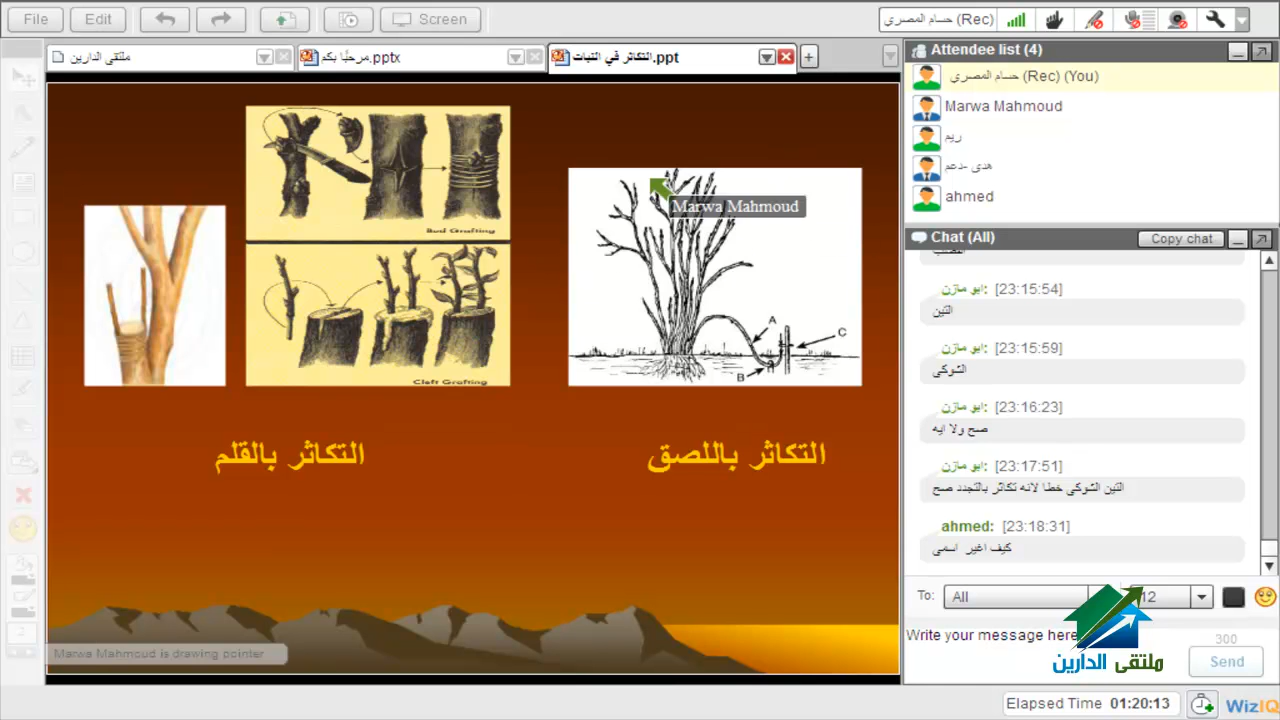 File
Edit
Screen
حسام المصري (Rec)
ملتقى الدارين
مرحبًا بكم.pptx
التكاثر في النبات.ppt
Attendee list (4)
حسام المصري (Rec) (You)
Marwa Mahmoud
ريم
هدى -دعم
ahmed
Chat (All)
Copy chat
ابو مازن: [23:15:54]
التين
ابو مازن: [23:15:59]
الشوكى
ابو مازن: [23:16:23]
صح ولا ايه
ابو مازن: [23:17:51]
التين الشوكى خطا لانه تكاثر بالتجدد صح
ahmed: [23:18:31]
كيف اغير اسمى
To:
All
12
Write your message here
300
Send
ملتقى الدارين
Bud Grafting
Cleft Grafting
Marwa Mahmoud
A
B
C
التكاثر باللصق
التكاثر بالقلم
Marwa Mahmoud is drawing pointer
Elapsed Time 01:20:13
WizIQ